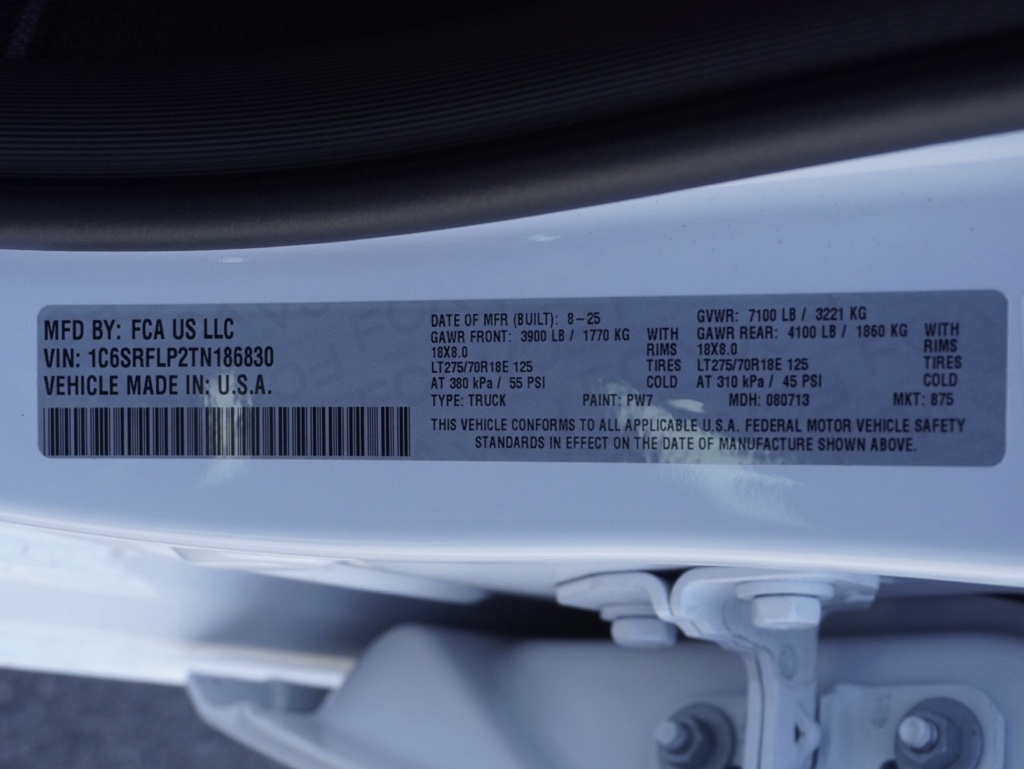 MFD BY: FCA US LLC
VIN: 1C6SRFLP2TN186830
VEHICLE MADE IN: U.S.A.
DATE OF MFR (BUILT): 8-25 GVWR: 7100 LB / 3221 KG
GAWR FRONT: 3900 LB / 1770 KG WITH GAWR REAR: 4100 LB / 1860 KG WITH
18X8.0 RIMS 18X8.0 RIMS
LT275/70R18E 125 TIRES LT275/70R18E 125 TIRES
AT 380 kPa / 55 PSI COLD AT 310 kPa / 45 PSI COLD
TYPE: TRUCK PAINT: PW7 MDH: 080713 MKT: 875
THIS VEHICLE CONFORMS TO ALL APPLICABLE U.S.A. FEDERAL MOTOR VEHICLE SAFETY
STANDARDS IN EFFECT ON THE DATE OF MANUFACTURE SHOWN ABOVE.